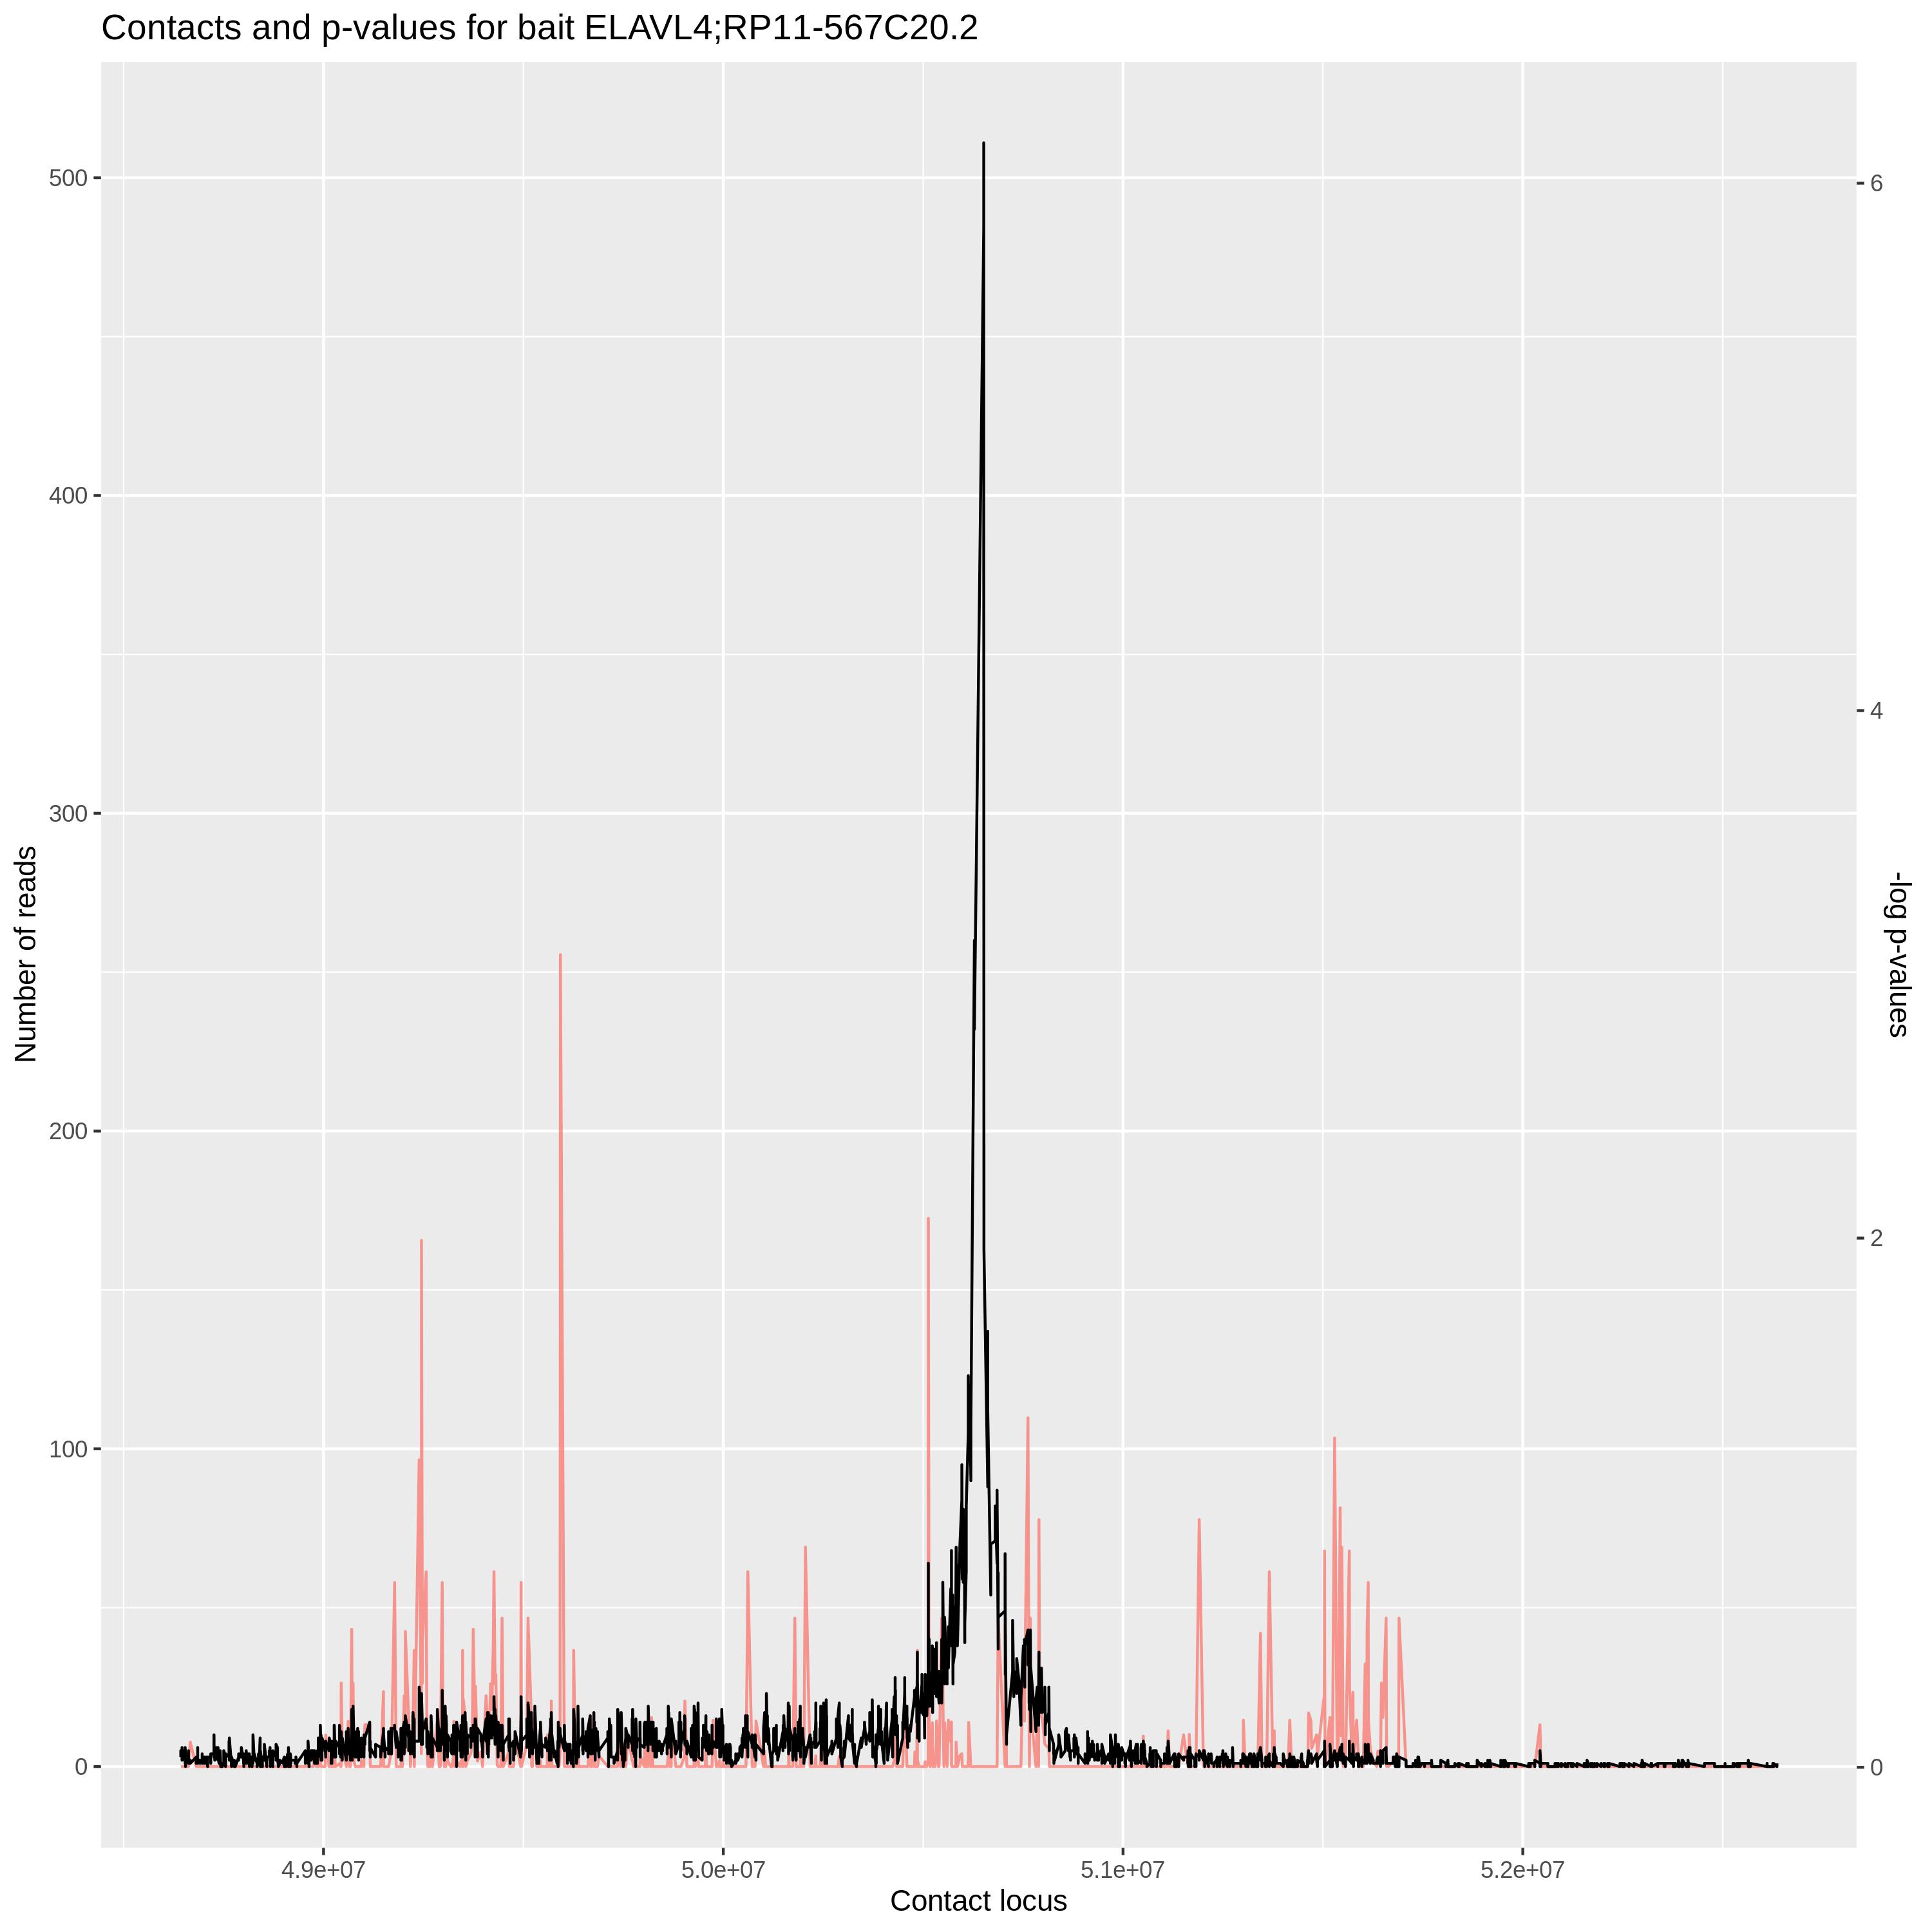 Contacts and p-values for bait ELAVL4;RP11-567C20.2
500
400
300
200
100
0
Number of reads
6
4
2
0
-log p-values
4.9e+07 5.0e+07 5.1e+07 5.2e+07
Contact locus